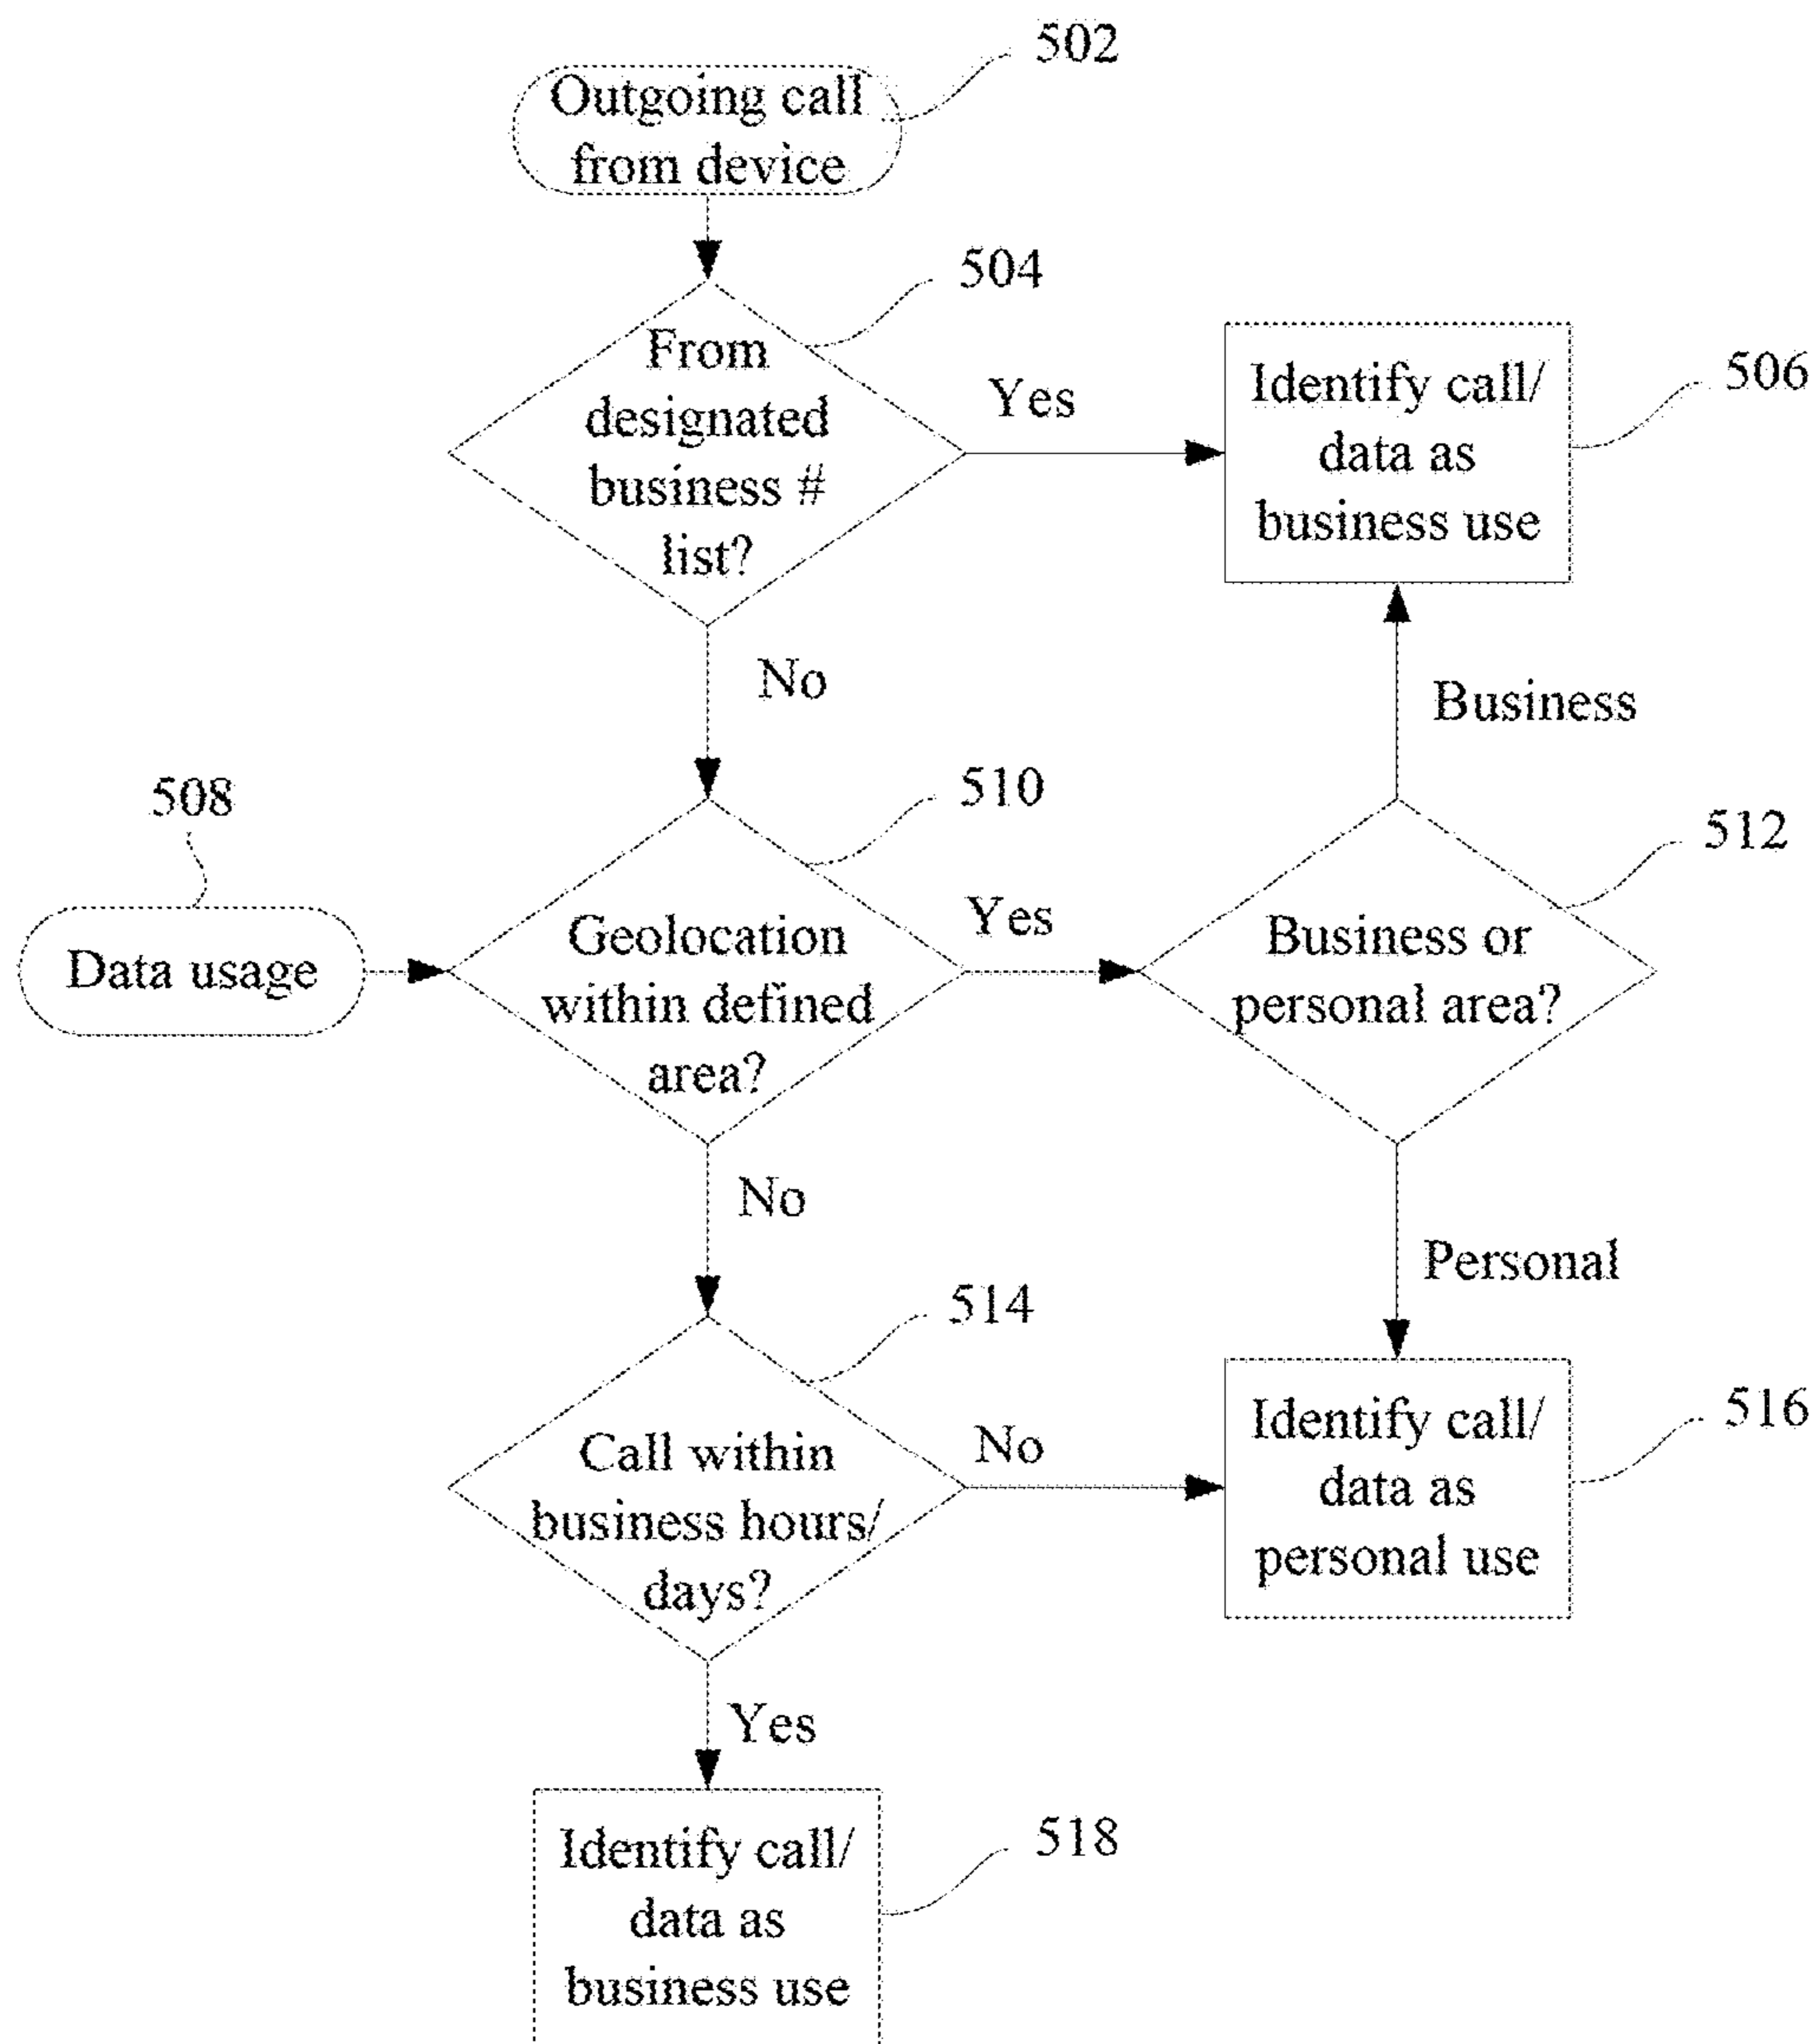 502
Outgoing call
from device
504
From
designated
business #
list?
Yes
506
Identify call/
data as
business use
No
Business
508
510
512
Data usage
Geolocation
within defined
area?
Yes
Business or
personal area?
No
Personal
514
516
Call within
business hours/
days?
No
Identify call/
data as
personal use
Yes
518
Identify call/
data as
business use